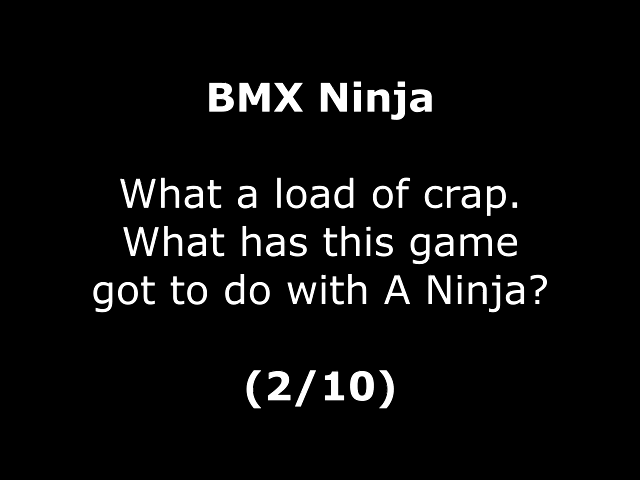 BMX Ninja
What a load of crap.
What has this game
got to do with A Ninja?
(2/10)